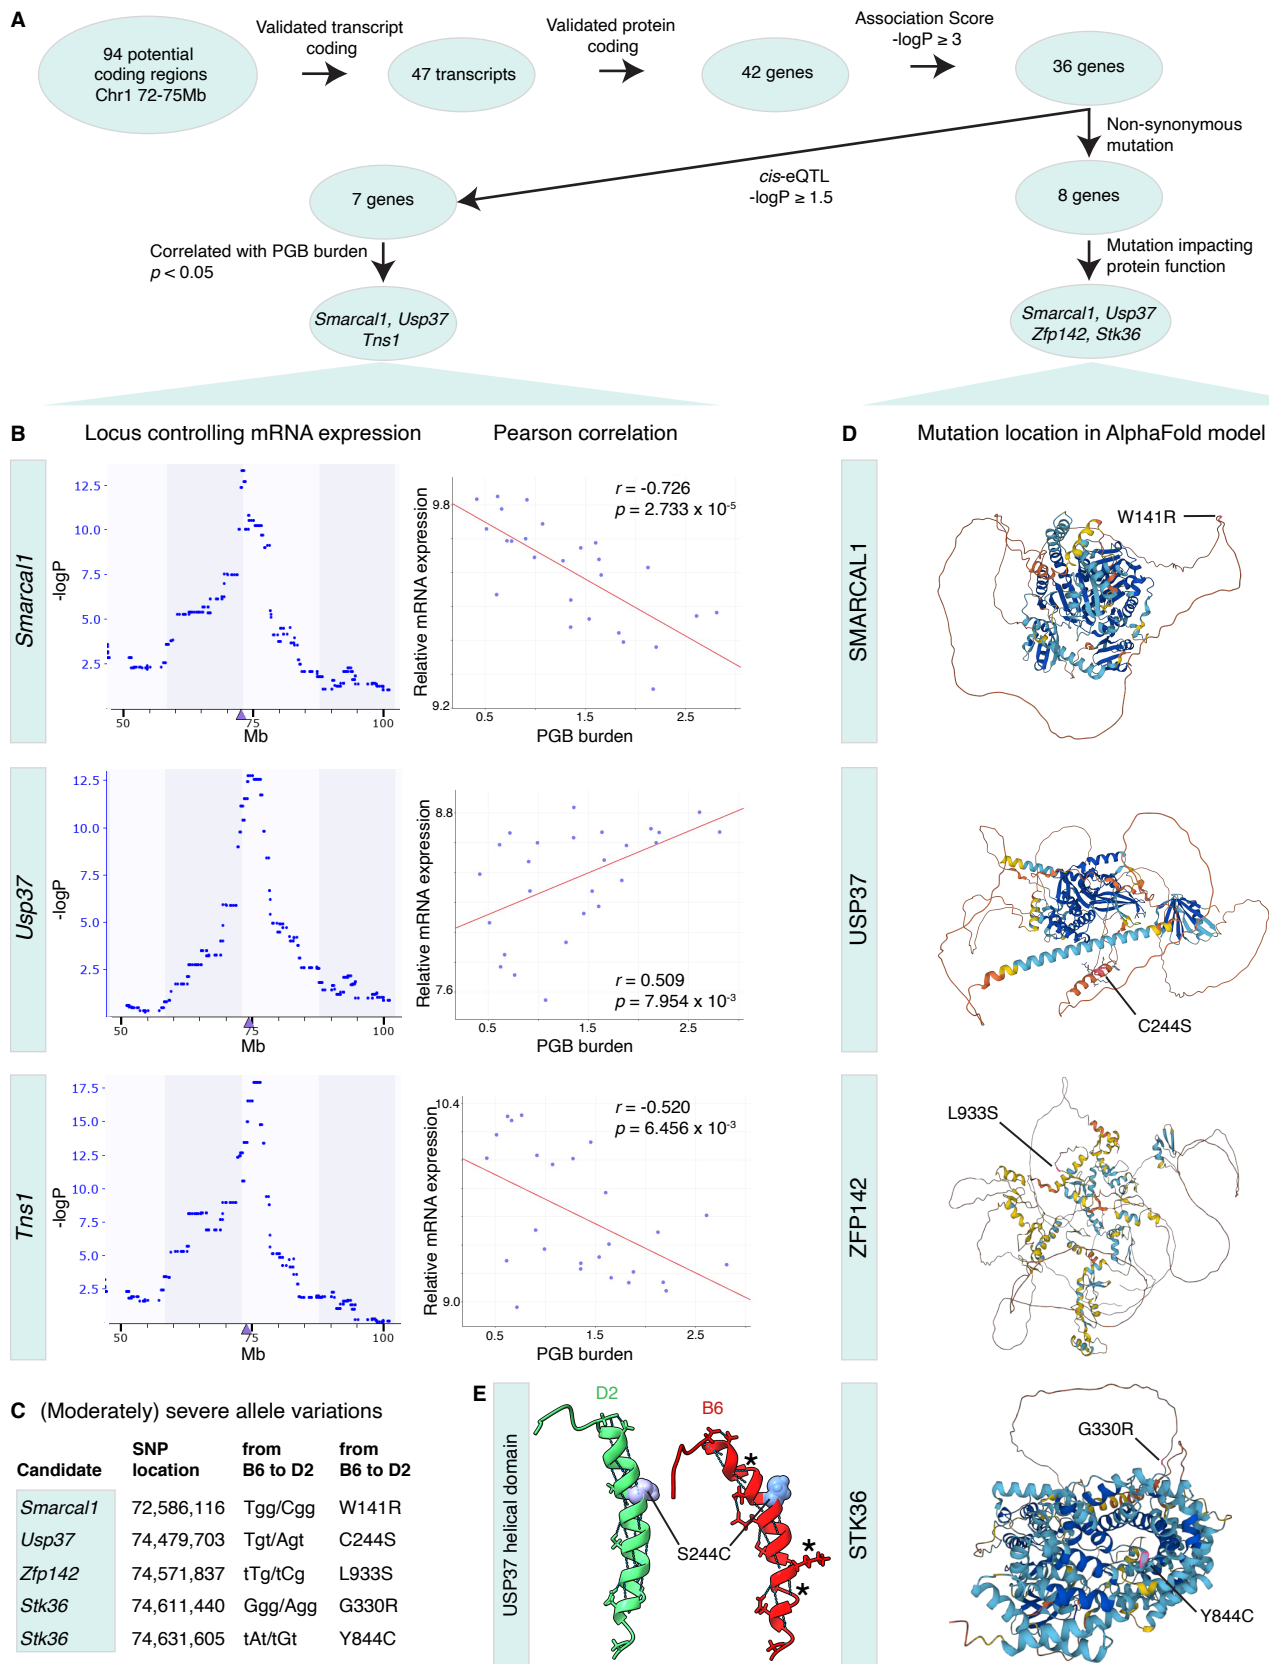 A
94 potential
coding regions
Chr1 72-75Mb
Validated transcript
coding
47 transcripts
Validated protein
coding
42 genes
Association Score
-logP ≥ 3
36 genes
Non-synonymous
mutation
cis-eQTL
-logP ≥ 1.5
7 genes
8 genes
Correlated with PGB burden
p < 0.05
Mutation impacting
protein function
Smarcal1, Usp37
Tns1
Smarcal1, Usp37
Zfp142, Stk36
B
Locus controlling mRNA expression
Pearson correlation
Smarcal1
-logP
12.5
10.0
7.5
5.0
2.5
50
75
100
Mb
Relative mRNA expression
9.8
9.2
r = -0.726
p = 2.733 x 10-5
0.5
1.5
2.5
PGB burden
Usp37
-logP
12.5
10.0
7.5
5.0
2.5
50
75
100
Mb
Relative mRNA expression
8.8
7.6
r = 0.509
p = 7.954 x 10-3
0.5
1.5
2.5
PGB burden
Tns1
-logP
17.5
15.0
12.5
10.0
7.5
5.0
2.5
50
75
100
Mb
Relative mRNA expression
10.4
9.0
r = -0.520
p = 6.456 x 10-3
0.5
1.5
2.5
PGB burden
C (Moderately) severe allele variations
Candidate SNP location from B6 to D2 from B6 to D2
Smarcal1 72,586,116 Tgg/Cgg W141R
Usp37 74,479,703 Tgt/Agt C244S
Zfp142 74,571,837 tTg/tCg L933S
Stk36 74,611,440 Ggg/Agg G330R
Stk36 74,631,605 tAt/tGt Y844C
D
Mutation location in AlphaFold model
SMARCAL1
W141R
USP37
C244S
ZFP142
L933S
STK36
G330R
Y844C
E
USP37 helical domain
D2
B6
S244C
*
*
*